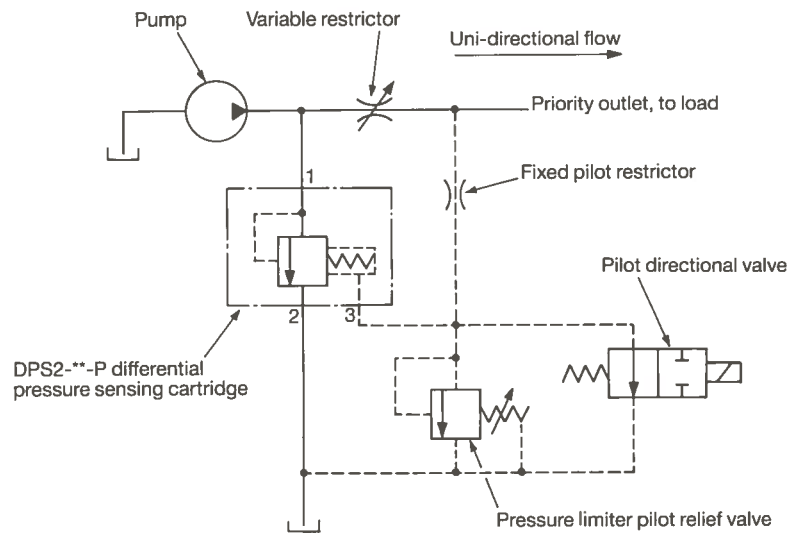 Pump
Variable restrictor
Uni-directional flow
Priority outlet, to load
1
Fixed pilot restrictor
Pilot directional valve
2
3
DPS2-**-P differential
pressure sensing cartridge
Pressure limiter pilot relief valve